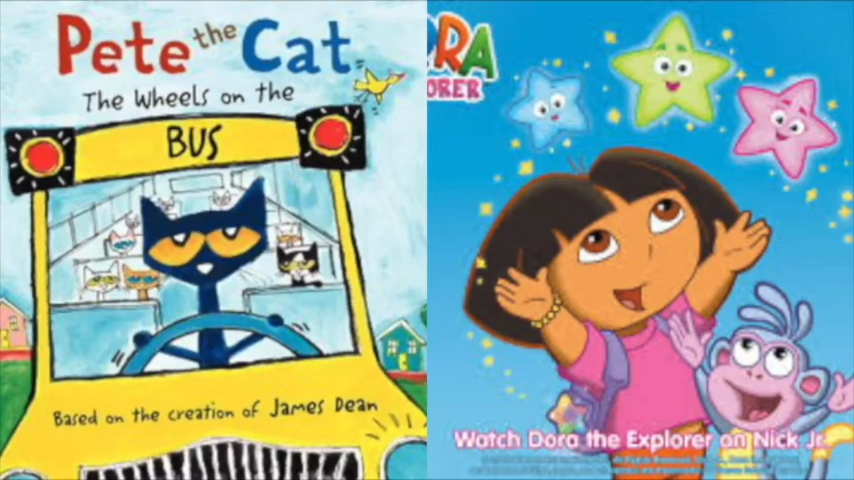 Pete the Cat
The Wheels on the
BUS
Based on the creation of James Dean
ORA
ORER
Watch Dora the Explorer on Nick Jr